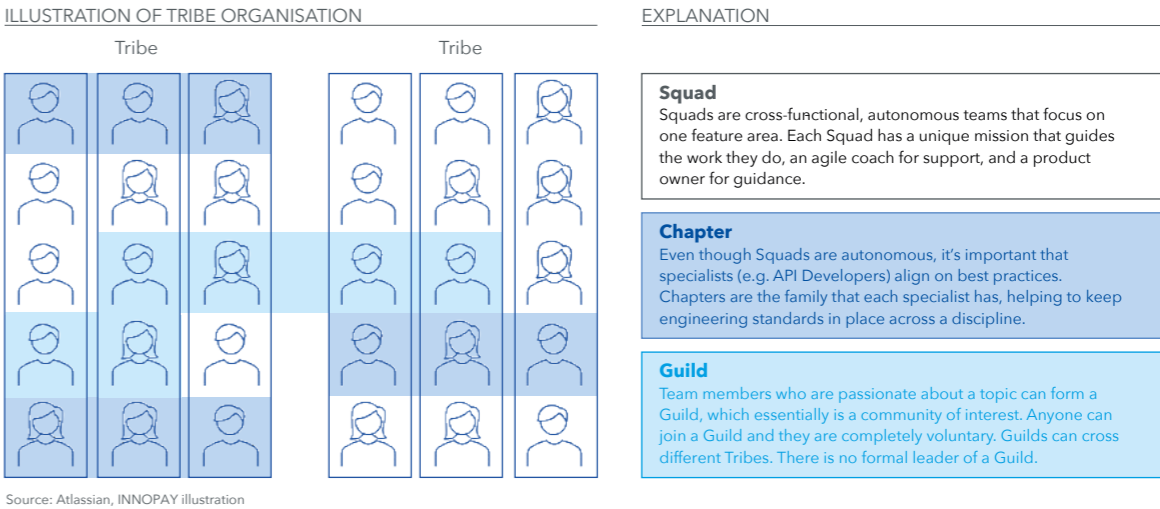 ILLUSTRATION OF TRIBE ORGANISATION
Tribe
Tribe
EXPLANATION
Squad
Squads are cross-functional, autonomous teams that focus on
one feature area. Each Squad has a unique mission that guides
the work they do, an agile coach for support, and a product
owner for guidance.
Chapter
Even though Squads are autonomous, it’s important that
specialists (e.g. API Developers) align on best practices.
Chapters are the family that each specialist has, helping to keep
engineering standards in place across a discipline.
Guild
Team members who are passionate about a topic can form a
Guild, which essentially is a community of interest. Anyone can
join a Guild and they are completely voluntary. Guilds can cross
different Tribes. There is no formal leader of a Guild.
Source: Atlassian, INNOPAY illustration